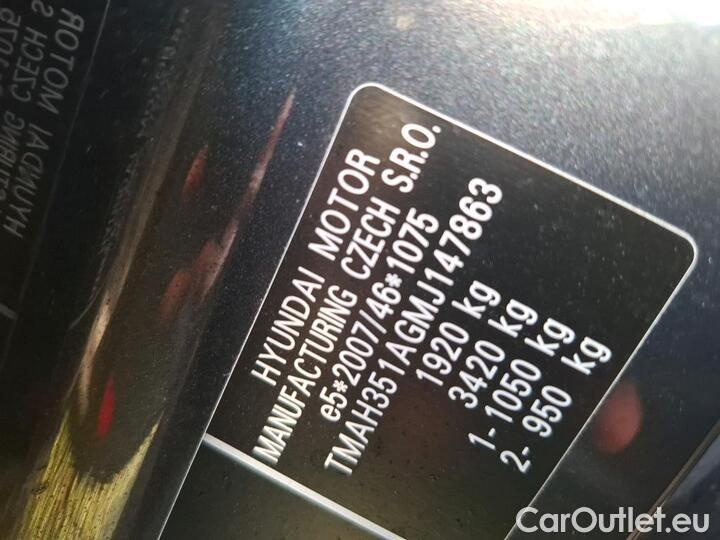 HYUNDAI MOTOR
MANUFACTURING CZECH S.R.O.
e5*2007/46*1075
TMAH351AGMJ147863
1920 kg
3420 kg
1- 1050 kg
2- 950 kg
CarOutlet.eu